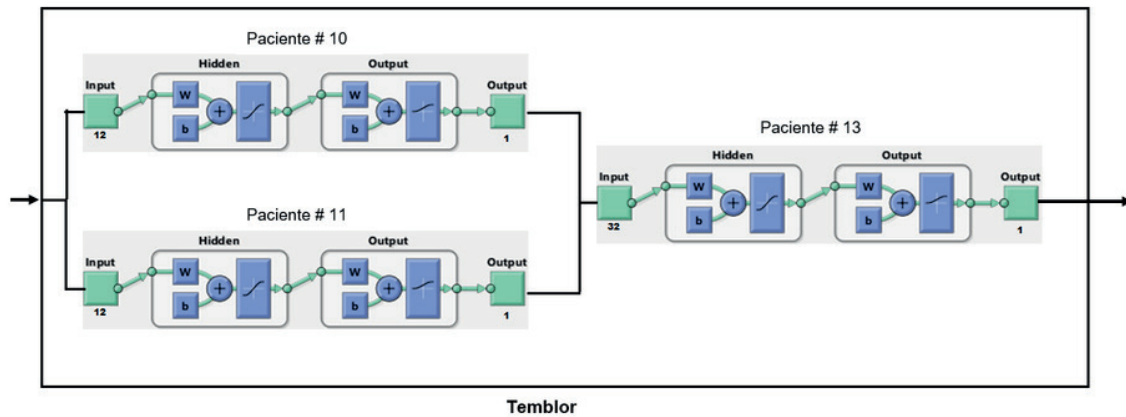 Paciente # 10
Hidden Output
Input W W Output
b + b +
12 1
Paciente # 13
Hidden Output
Input W W Output
b + b +
32 1
Paciente # 11
Hidden Output
Input W W Output
b + b +
12 1
Temblor